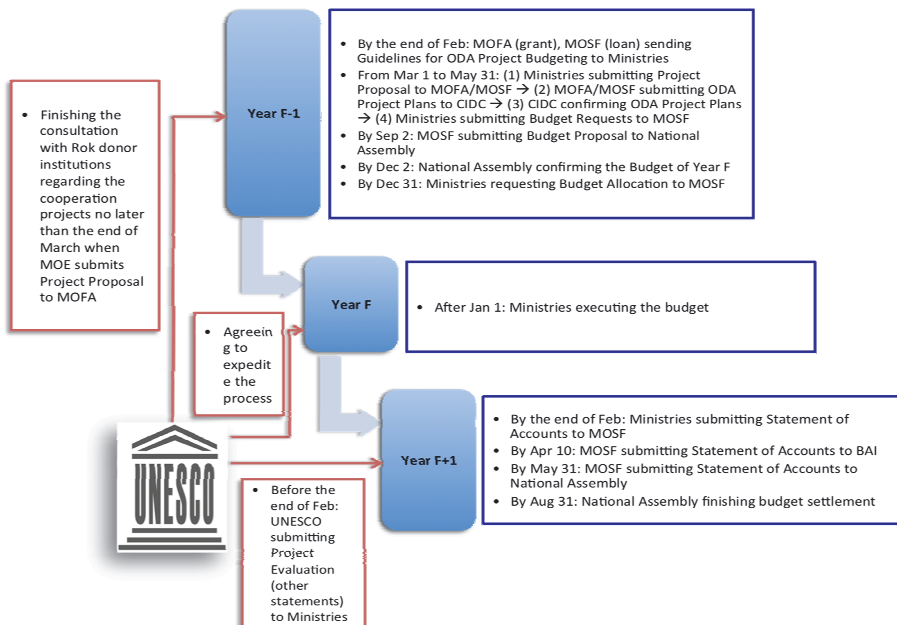 • By the end of Feb: MOFA (grant), MOSF (loan) sending
Guidelines for ODA Project Budgeting to Ministries
• From Mar 1 to May 31: (1) Ministries submitting Project
Proposal to MOFA/MOSF → (2) MOFA/MOSF submitting ODA
Project Plans to CIDC → (3) CIDC confirming ODA Project Plans
→ (4) Ministries submitting Budget Requests to MOSF
• By Sep 2: MOSF submitting Budget Proposal to National
Assembly
• By Dec 2: National Assembly confirming the Budget of Year F
• By Dec 31: Ministries requesting Budget Allocation to MOSF
Year F-1
• Finishing the
consultation
with Rok donor
institutions
regarding the
cooperation
projects no later
than the end of
March when
MOE submits
Project Proposal
to MOFA
Year F
• After Jan 1: Ministries executing the budget
• Agreein
g to
expedit
e the
process
Year F+1
• By the end of Feb: Ministries submitting Statement of
Accounts to MOSF
• By Apr 10: MOSF submitting Statement of Accounts to BAI
• By May 31: MOSF submitting Statement of Accounts to
National Assembly
• By Aug 31: National Assembly finishing budget settlement
UNESCO
• Before the
end of Feb:
UNESCO
submitting
Project
Evaluation
(other
statements)
to Ministries